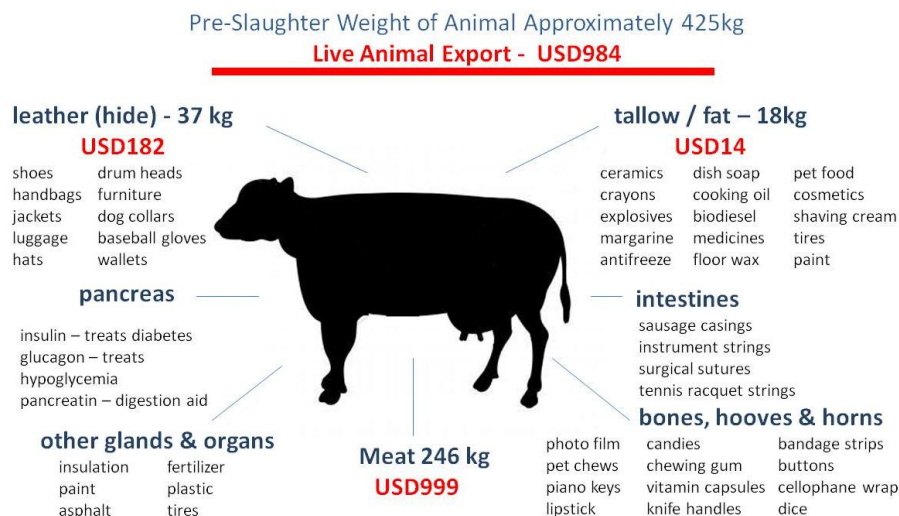 Pre-Slaughter Weight of Animal Approximately 425kg
Live Animal Export - USD984
leather (hide) - 37 kg
USD182
shoes drum heads
handbags furniture
jackets dog collars
luggage baseball gloves
hats wallets
tallow / fat – 18kg
USD14
ceramics dish soap pet food
crayons cooking oil cosmetics
explosives biodiesel shaving cream
margarine medicines tires
antifreeze floor wax paint
pancreas
insulin – treats diabetes
glucagon – treats
hypoglycemia
pancreatin – digestion aid
intestines
sausage casings
instrument strings
surgical sutures
tennis racquet strings
other glands & organs
insulation fertilizer
paint plastic
asphalt tires
Meat 246 kg
USD999
bones, hooves & horns
photo film candies bandage strips
pet chews chewing gum buttons
piano keys vitamin capsules cellophane wrap
lipstick knife handles dice